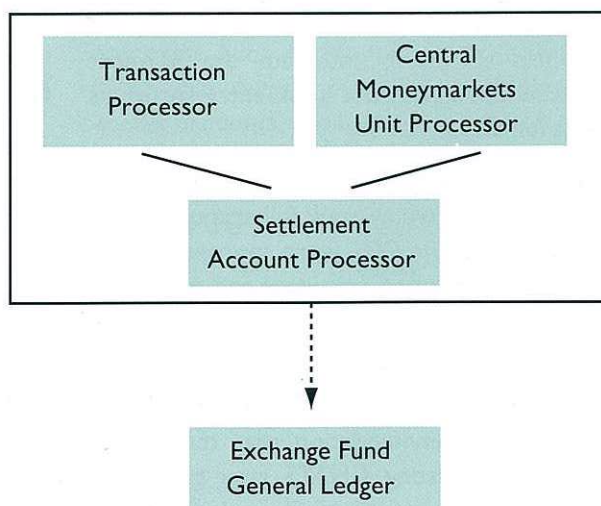 Transaction
Processor
Central
Moneymarkets
Unit Processor
Settlement
Account Processor
Exchange Fund
General Ledger